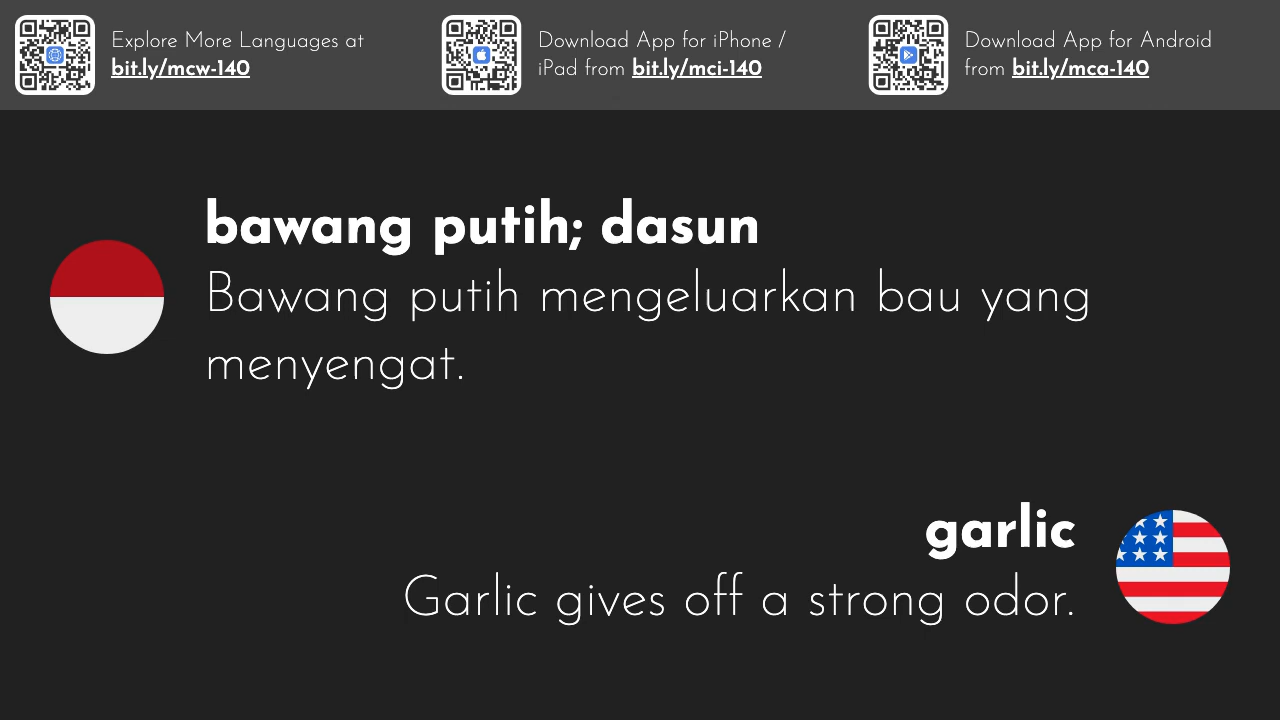 Explore More Languages at
bit.ly/mcw-140
Download App for iPhone /
iPad from bit.ly/mci-140
Download App for Android
from bit.ly/mca-140
bawang putih; dasun
Bawang putih mengeluarkan bau yang
menyengat.
garlic
Garlic gives off a strong odor.